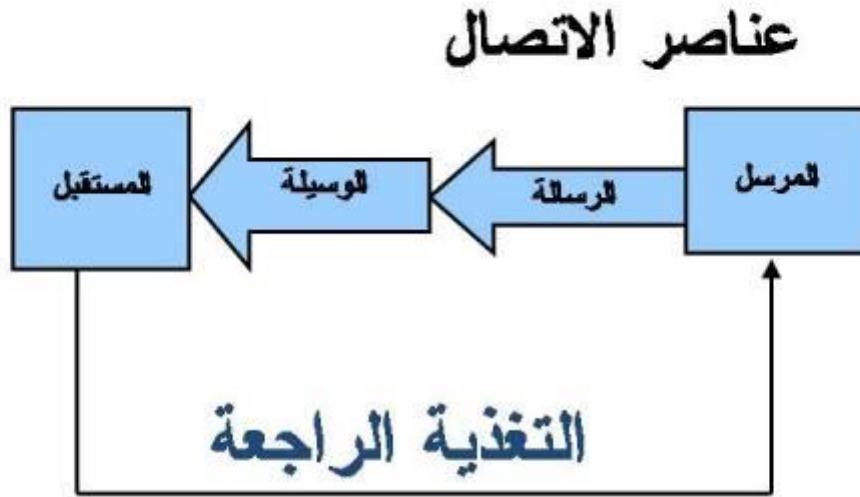 عناصر الاتصال
المرسل
الرسالة
الوسيلة
المستقبل
التغذية الراجعة